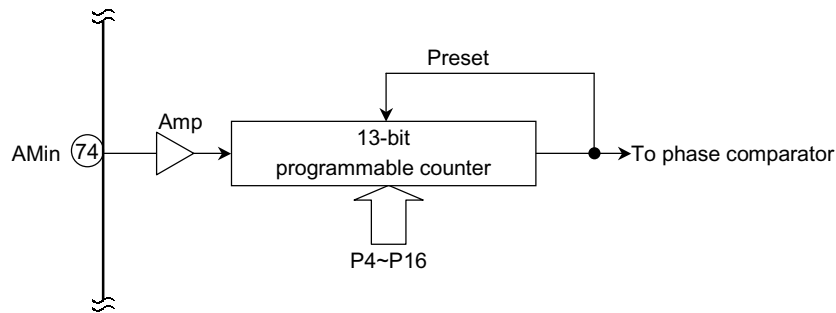 Preset
Amp
AMin
74
13-bit
programmable counter
To phase comparator
P4~P16